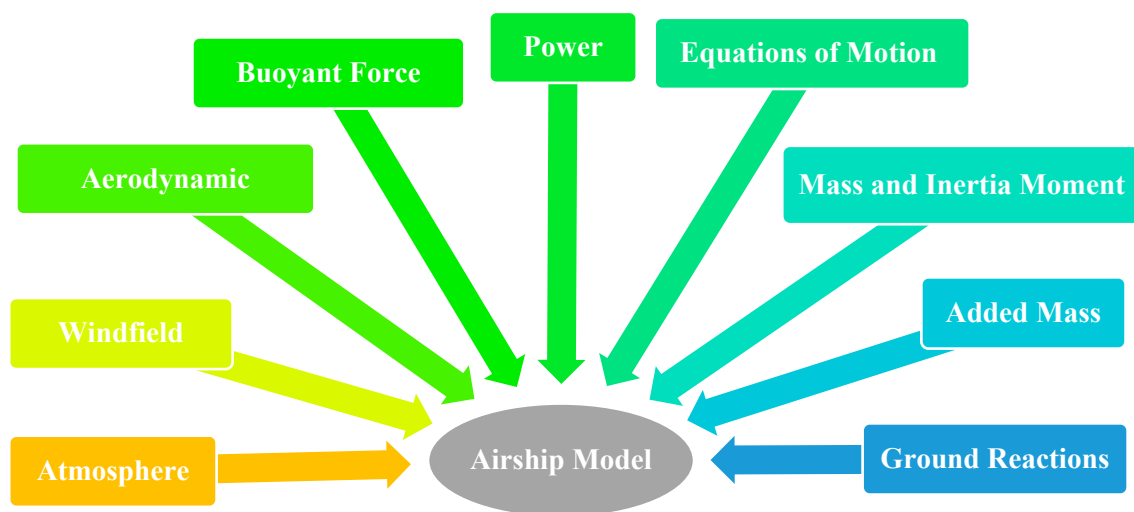 Power
Equations of Motion
Buoyant Force
Aerodynamic
Mass and Inertia Moment
Windfield
Added Mass
Atmosphere
Airship Model
Ground Reactions